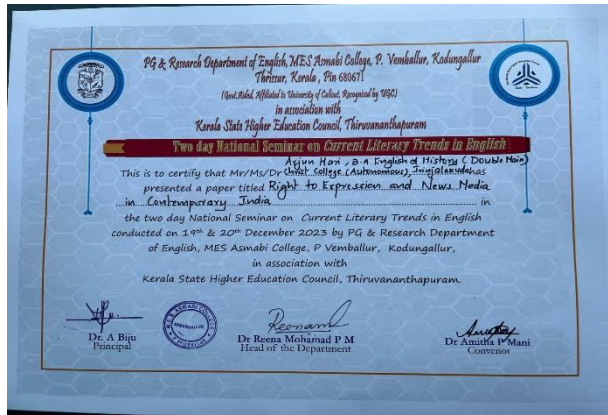 PG & Research Department of English, MES Asmabi College, P. Vemballur, Kodungallur
Thrissur, Kerala, Pin 680671
(Govt.Aided, Affiliated to University of Calicut, Recognized by UGC)
in association with
Kerala State Higher Education Council, Thiruvananthapuram
Two day National Seminar on Current Literary Trends in English
Arjun Hari, B.A English & History (Double Main)
This is to certify that Mr/Ms/Dr Christ College (Autonomous), Irinjalakuda has
presented a paper titled Right to Expression and News Media
in Contemporary India in
the two day National Seminar on Current Literary Trends in English
conducted on 19th & 20th December 2023 by PG & Research Department
of English, MES Asmabi College, P Vemballur, Kodungallur,
in association with
Kerala State Higher Education Council, Thiruvananthapuram.
Reenaml
Dr. A Biju
Principal
Dr Reena Mohamad P M
Head of the Department
Dr Amitha P Mani
Convenor